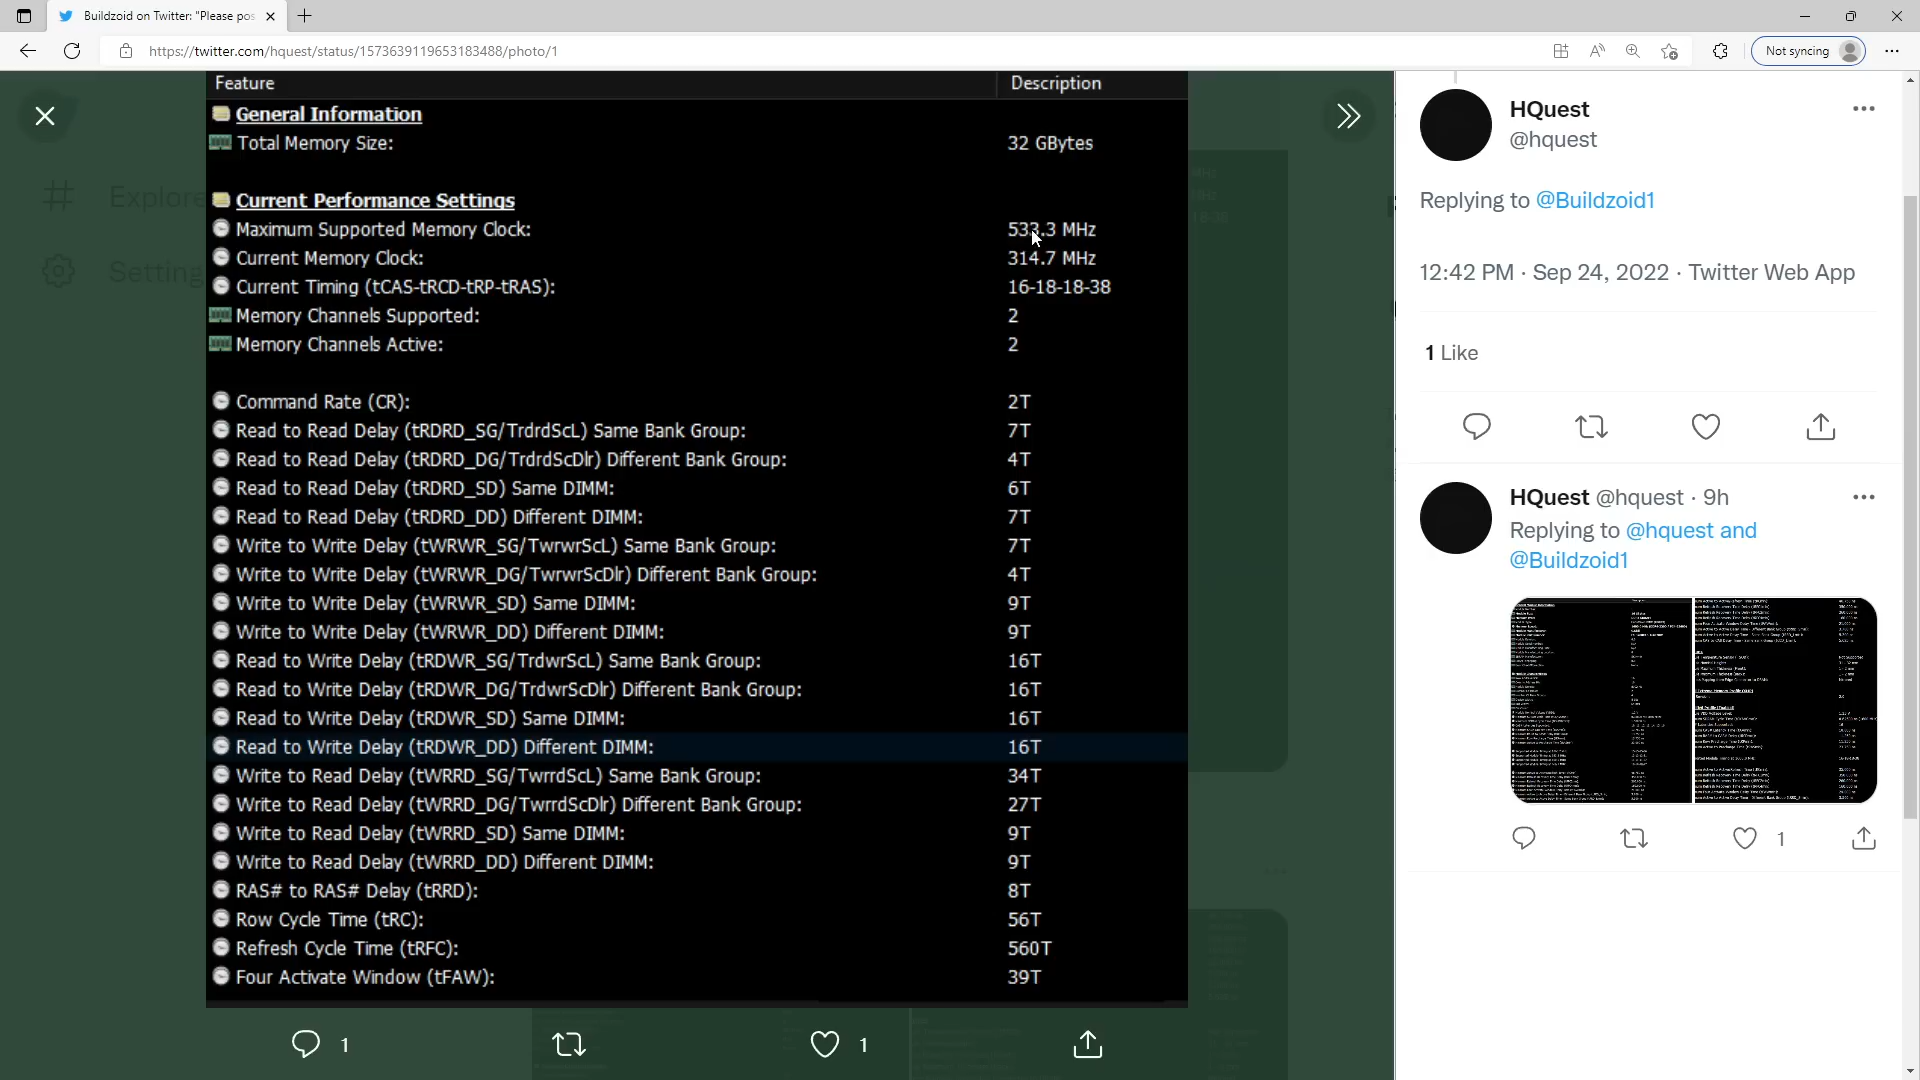 Buildzoid on Twitter: "Please pos
https://twitter.com/hquest/status/1573639119653183488/photo/1
Not syncing
Feature Description
General Information
Total Memory Size: 32 GBytes
Current Performance Settings
Maximum Supported Memory Clock: 533.3 MHz
Current Memory Clock: 314.7 MHz
Current Timing (tCAS-tRCD-tRP-tRAS): 16-18-18-38
Memory Channels Supported: 2
Memory Channels Active: 2
Command Rate (CR): 2T
Read to Read Delay (tRDRD_SG/TrdrdScL) Same Bank Group: 7T
Read to Read Delay (tRDRD_DG/TrdrdScDlr) Different Bank Group: 4T
Read to Read Delay (tRDRD_SD) Same DIMM: 6T
Read to Read Delay (tRDRD_DD) Different DIMM: 7T
Write to Write Delay (tWRWR_SG/TwrwrScL) Same Bank Group: 7T
Write to Write Delay (tWRWR_DG/TwrwrScDlr) Different Bank Group: 4T
Write to Write Delay (tWRWR_SD) Same DIMM: 9T
Write to Write Delay (tWRWR_DD) Different DIMM: 9T
Read to Write Delay (tRDWR_SG/TrdwrScL) Same Bank Group: 16T
Read to Write Delay (tRDWR_DG/TrdwrScDlr) Different Bank Group: 16T
Read to Write Delay (tRDWR_SD) Same DIMM: 16T
Read to Write Delay (tRDWR_DD) Different DIMM: 16T
Write to Read Delay (tWRRD_SG/TwrrdScL) Same Bank Group: 34T
Write to Read Delay (tWRRD_DG/TwrrdScDlr) Different Bank Group: 27T
Write to Read Delay (tWRRD_SD) Same DIMM: 9T
Write to Read Delay (tWRRD_DD) Different DIMM: 9T
RAS# to RAS# Delay (tRRD): 8T
Row Cycle Time (tRC): 56T
Refresh Cycle Time (tRFC): 560T
Four Activate Window (tFAW): 39T
1
1
Explore
Setting
HQuest
@hquest
Replying to @Buildzoid1
12:42 PM · Sep 24, 2022 · Twitter Web App
1 Like
HQuest @hquest · 9h
Replying to @hquest and
@Buildzoid1
1